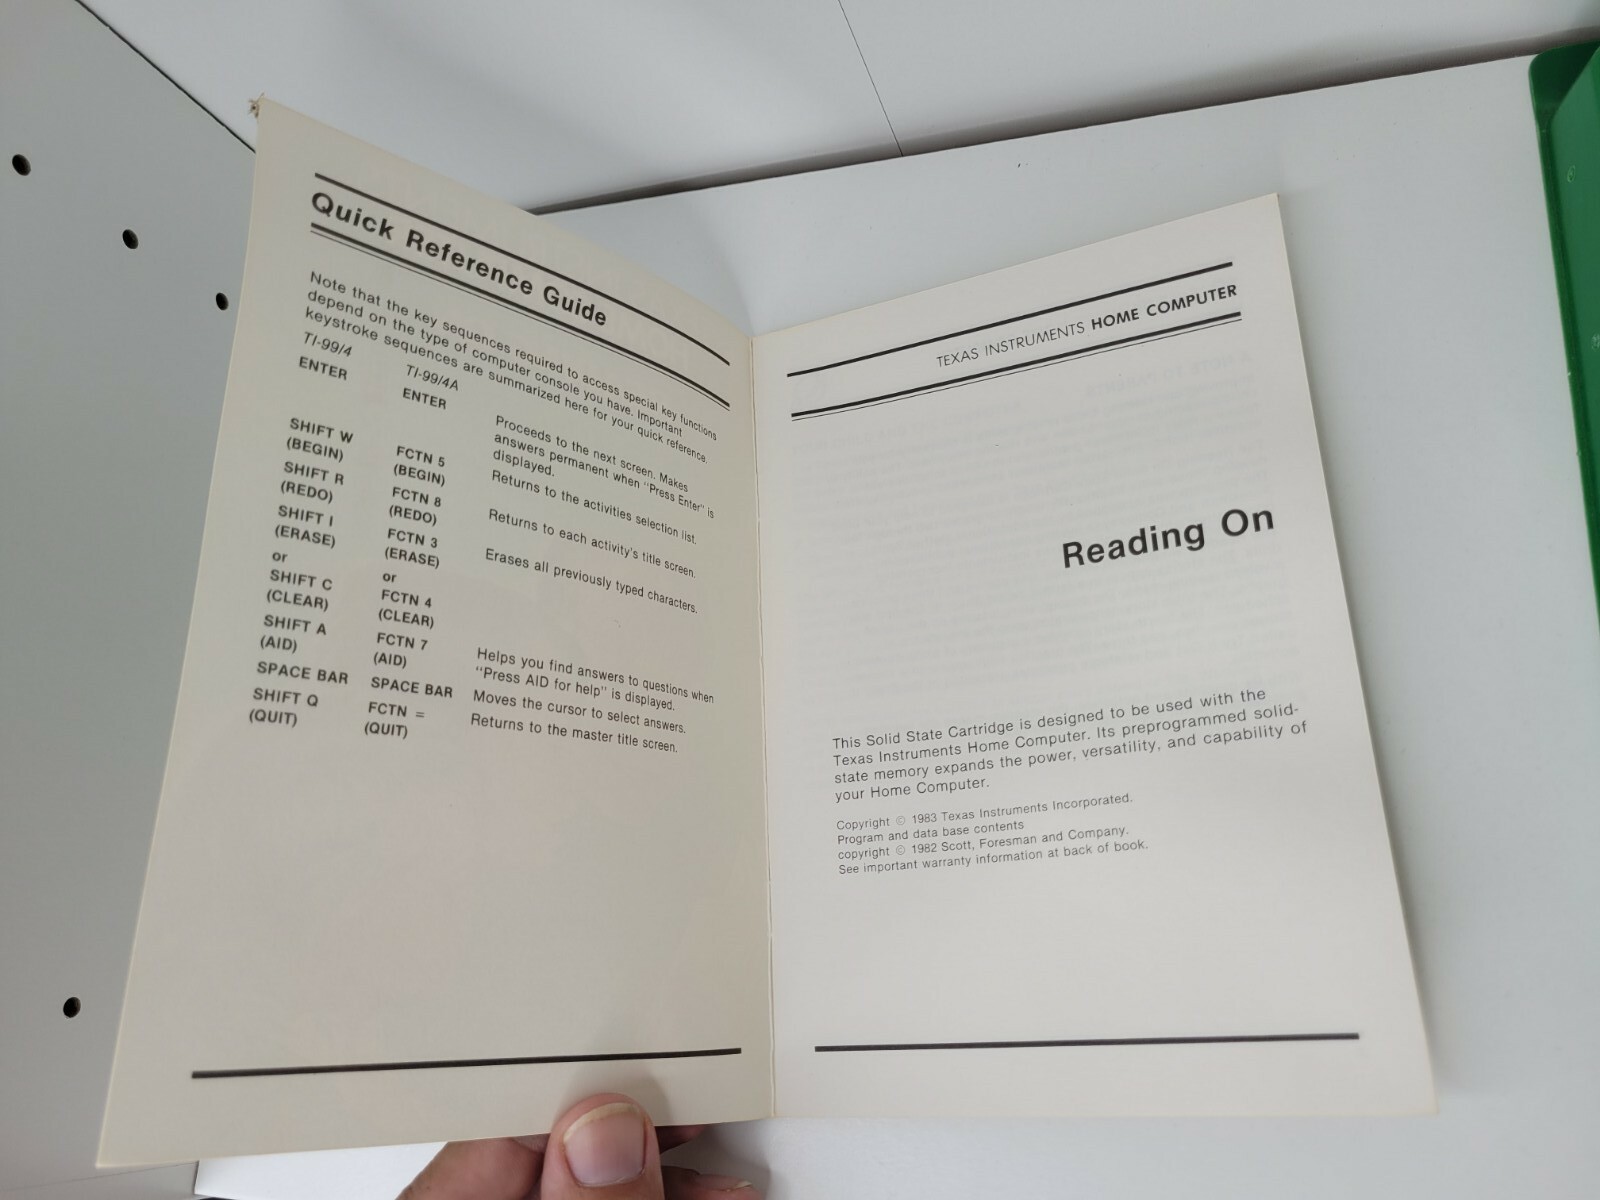 Quick Reference Guide
Note that the key sequences required to access special key functions
depend on the type of computer console you have. Important
keystroke sequences are summarized here for your quick reference.
TI-99/4 TI-99/4A
ENTER ENTER Proceeds to the next screen. Makes
answers permanent when "Press Enter" is
displayed.
SHIFT W FCTN 5 Returns to the activities selection list.
(BEGIN) (BEGIN)
SHIFT R FCTN 8 Returns to each activity's title screen.
(REDO) (REDO)
SHIFT I FCTN 3 Erases all previously typed characters.
(ERASE) (ERASE)
or or
SHIFT C FCTN 4
(CLEAR) (CLEAR)
SHIFT A FCTN 7 Helps you find answers to questions when
(AID) (AID) "Press AID for help" is displayed.
SPACE BAR SPACE BAR Moves the cursor to select answers.
SHIFT Q FCTN = Returns to the master title screen.
(QUIT) (QUIT)
TEXAS INSTRUMENTS HOME COMPUTER
Reading On
This Solid State Cartridge is designed to be used with the
Texas Instruments Home Computer. Its preprogrammed solid-
state memory expands the power, versatility, and capability of
your Home Computer.
Copyright © 1983 Texas Instruments Incorporated.
Program and data base contents
copyright © 1982 Scott, Foresman and Company.
See important warranty information at back of book.